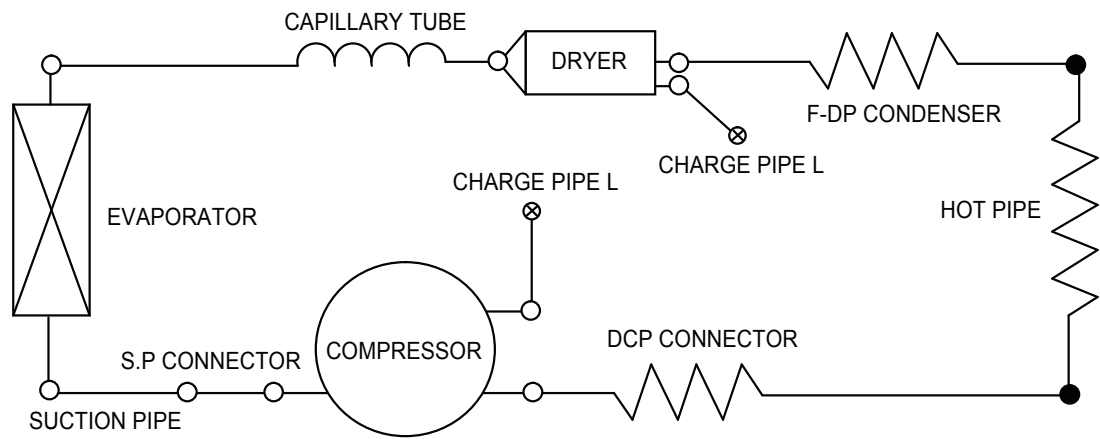 CAPILLARY TUBE
DRYER
F-DP CONDENSER
CHARGE PIPE L
CHARGE PIPE L
EVAPORATOR
HOT PIPE
DCP CONNECTOR
COMPRESSOR
S.P CONNECTOR
SUCTION PIPE